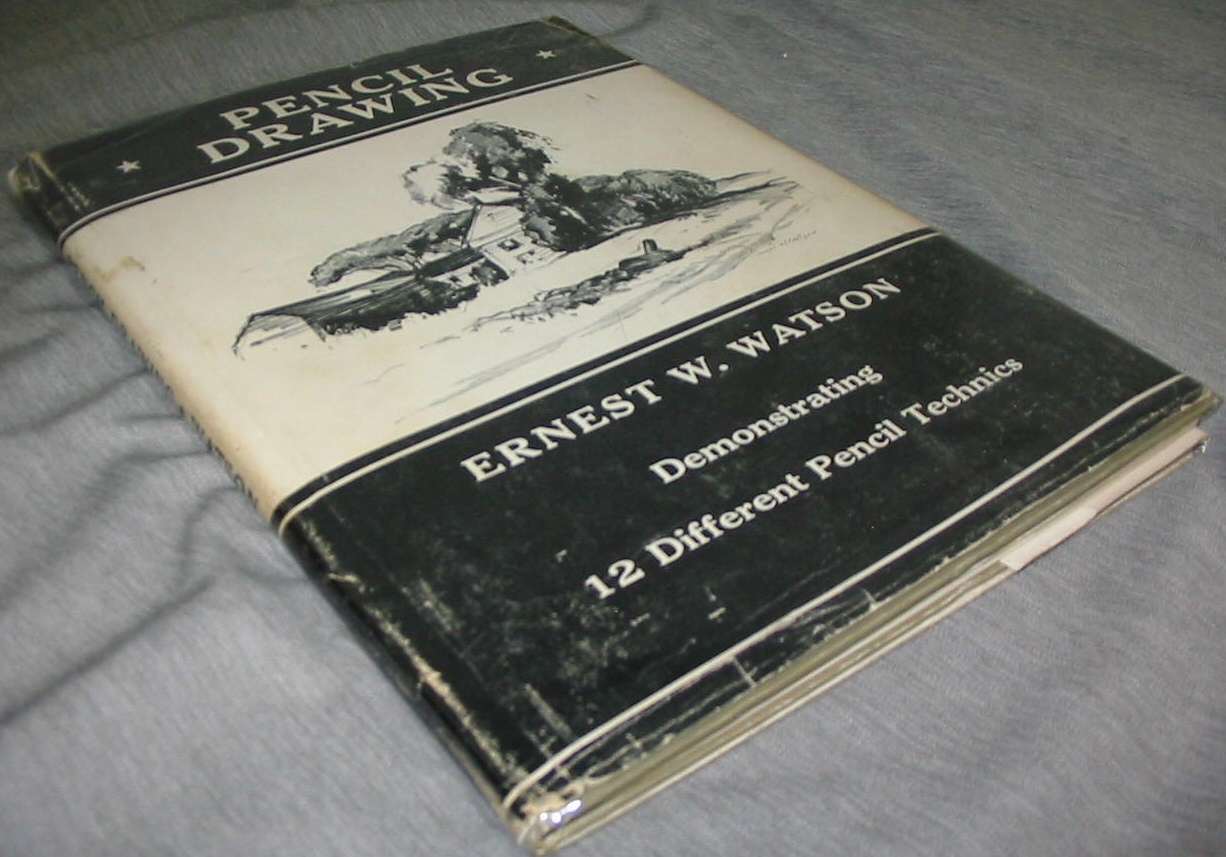 PENCIL
DRAWING
ERNEST W. WATSON
Demonstrating
12 Different Pencil Technics